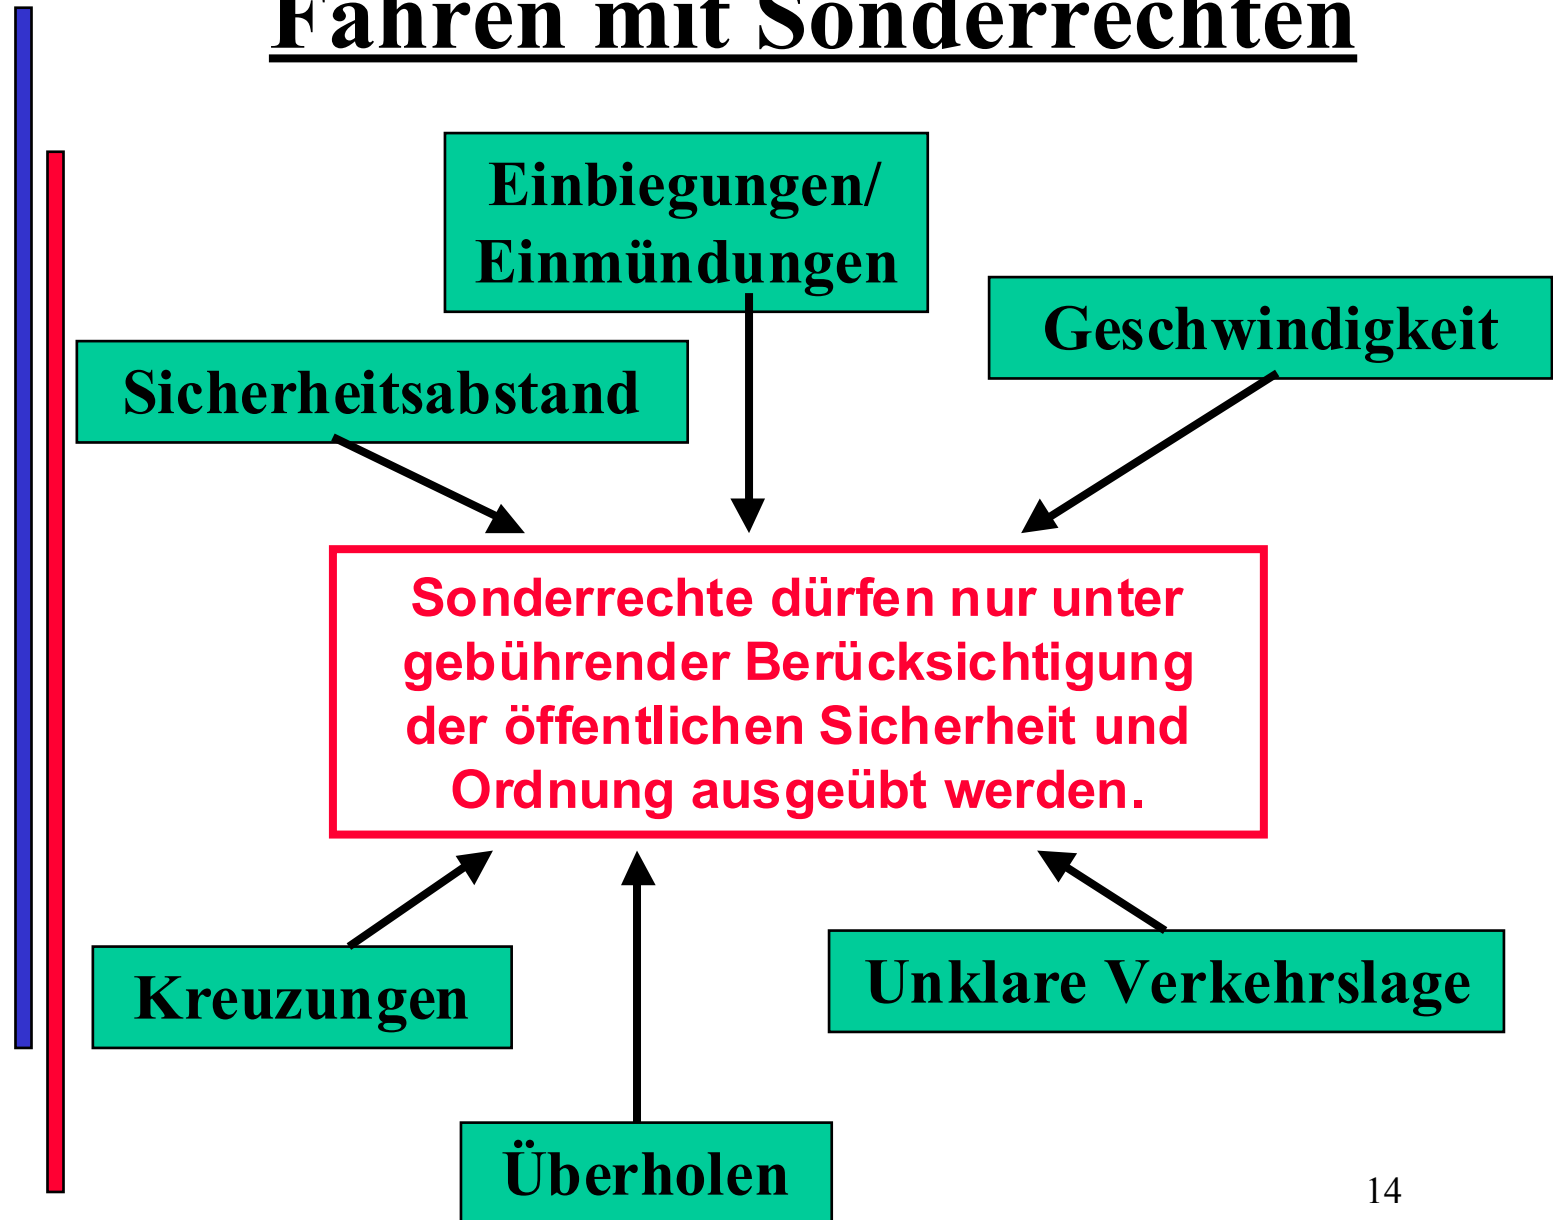 Fahren mit Sonderrechten
Einbiegungen/
Einmündungen
Geschwindigkeit
Sicherheitsabstand
Sonderrechte dürfen nur unter
gebührender Berücksichtigung
der öffentlichen Sicherheit und
Ordnung ausgeübt werden.
Kreuzungen
Unklare Verkehrslage
Überholen
14